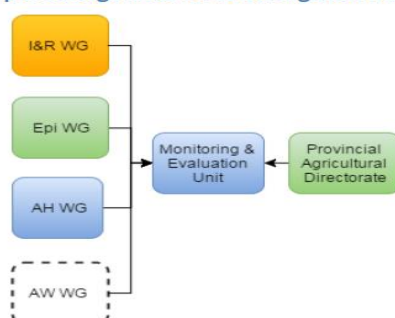 I&R WG
Epi WG
Monitoring &
Evaluation
Unit
Provincial
Agricultural
Directorate
AH WG
AW WG